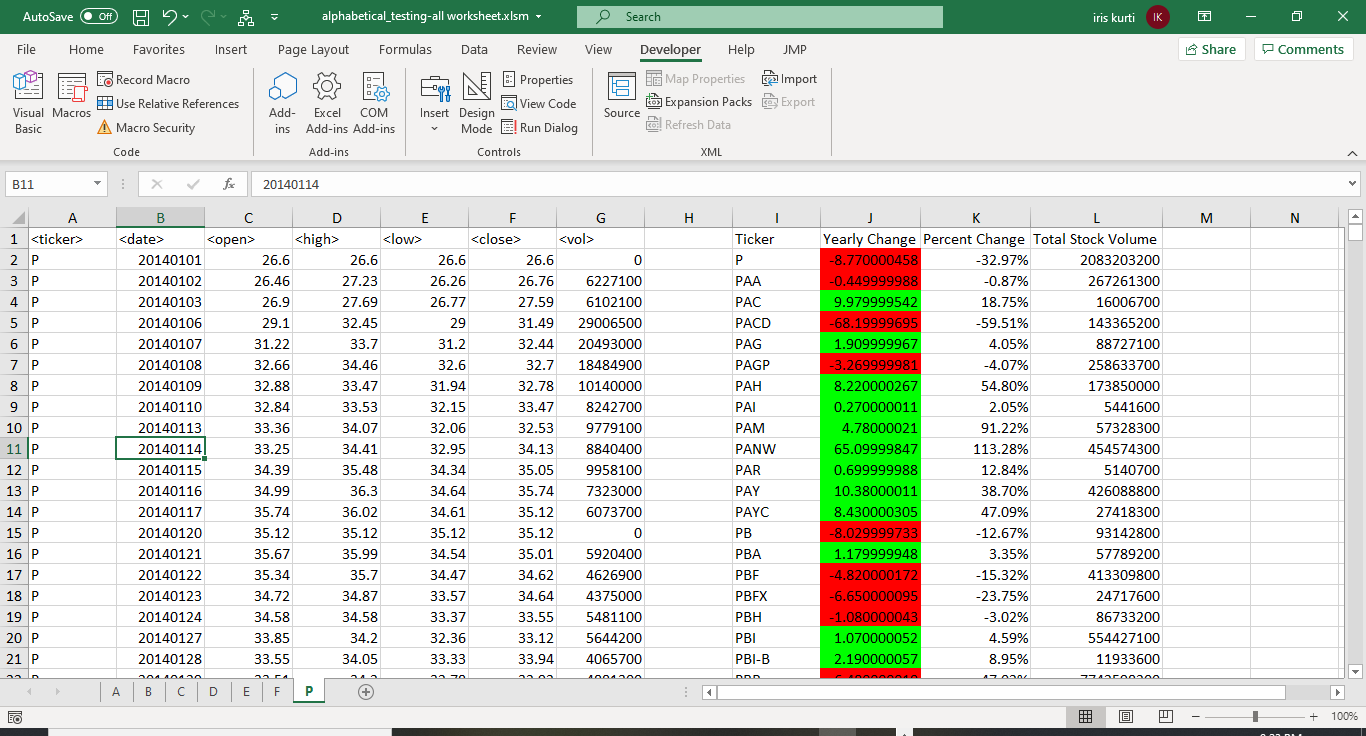 AutoSave Off alphabetical_testing-all worksheet.xlsm Search iris kurti IK
File Home Favorites Insert Page Layout Formulas Data Review View Developer Help JMP Share Comments
Visual Basic Macros Record Macro Use Relative References Macro Security
Code
Add-ins Excel Add-ins COM Add-ins
Add-ins
Insert Design Mode Properties View Code Run Dialog
Controls
Source Map Properties Expansion Packs Refresh Data Import Export
XML
B11 fx 20140114
A B C D E F G H I J K L M N
1 <ticker> <date> <open> <high> <low> <close> <vol> Ticker Yearly Change Percent Change Total Stock Volume
2 P 20140101 26.6 26.6 26.6 26.6 0 P -8.770000458 -32.97% 2083203200
3 P 20140102 26.46 27.23 26.26 26.76 6227100 PAA -0.449999988 -0.87% 267261300
4 P 20140103 26.9 27.69 26.77 27.59 6102100 PAC 9.979999542 18.75% 16006700
5 P 20140106 29.1 32.45 29 31.49 29006500 PACD -68.19999695 -59.51% 143365200
6 P 20140107 31.22 33.7 31.2 32.44 20493000 PAG 1.909999967 4.05% 88727100
7 P 20140108 32.66 34.46 32.6 32.7 18484900 PAGP -3.269999981 -4.07% 258633700
8 P 20140109 32.88 33.47 31.94 32.78 10140000 PAH 8.220000267 54.80% 173850000
9 P 20140110 32.84 33.53 32.15 33.47 8242700 PAI 0.270000011 2.05% 5441600
10 P 20140113 33.36 34.07 32.06 32.53 9779100 PAM 4.78000021 91.22% 57328300
11 P 20140114 33.25 34.41 32.95 34.13 8840400 PANW 65.09999847 113.28% 454574300
12 P 20140115 34.39 35.48 34.34 35.05 9958100 PAR 0.699999988 12.84% 5140700
13 P 20140116 34.99 36.3 34.64 35.74 7323000 PAY 10.38000011 38.70% 426088800
14 P 20140117 35.74 36.02 34.61 35.12 6073700 PAYC 8.430000305 47.09% 27418300
15 P 20140120 35.12 35.12 35.12 35.12 0 PB -8.029999733 -12.67% 93142800
16 P 20140121 35.67 35.99 34.54 35.01 5920400 PBA 1.179999948 3.35% 57789200
17 P 20140122 35.34 35.7 34.47 34.62 4626900 PBF -4.820000172 -15.32% 413309800
18 P 20140123 34.72 34.87 33.57 34.64 4375000 PBFX -6.650000095 -23.75% 24717600
19 P 20140124 34.58 34.58 33.37 33.55 5481100 PBH -1.080000043 -3.02% 86733200
20 P 20140127 33.85 34.2 32.36 33.12 5644200 PBI 1.070000052 4.59% 554427100
21 P 20140128 33.55 34.05 33.33 33.94 4065700 PBI-B 2.190000057 8.95% 11933600
A B C D E F P
100%